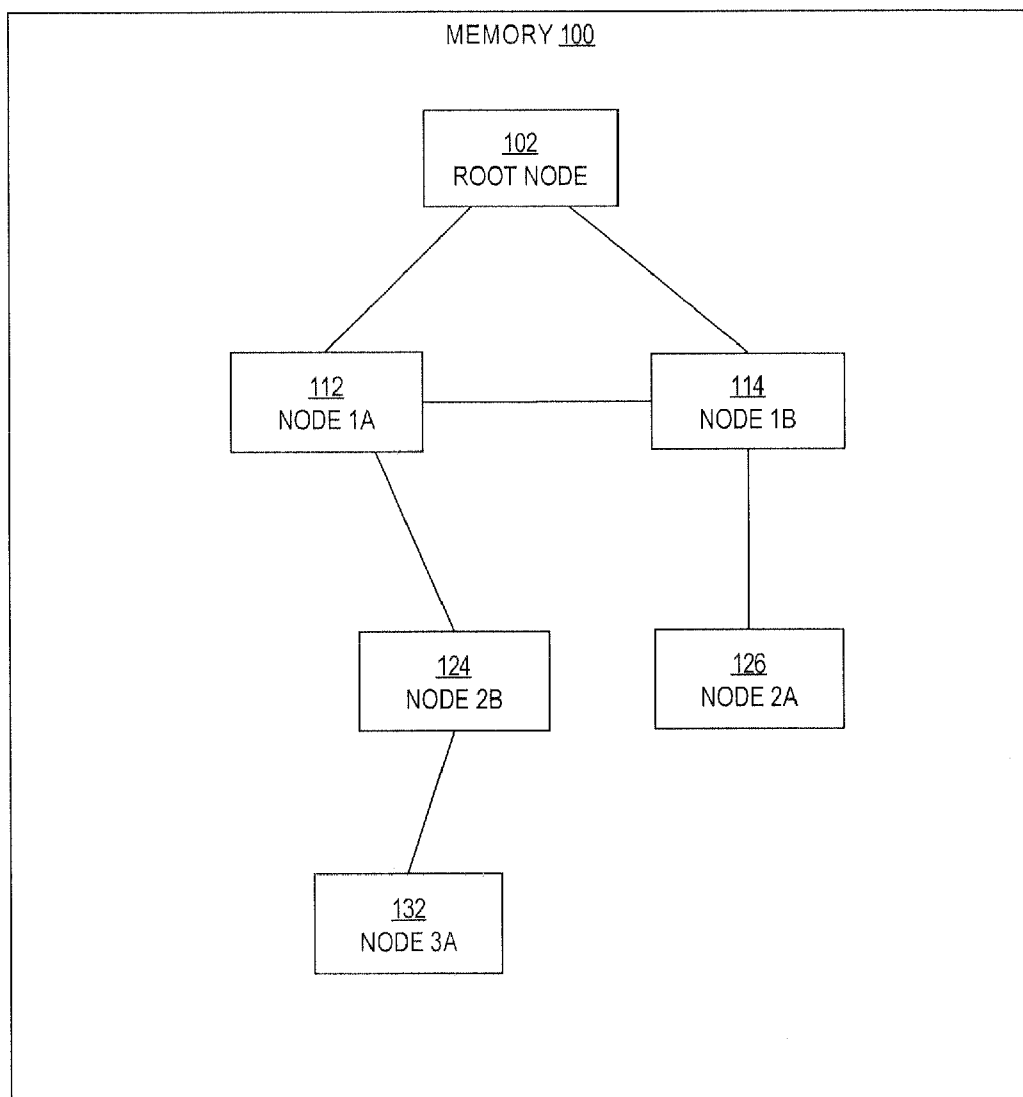 MEMORY 100
102
ROOT NODE
112
NODE 1A
114
NODE 1B
124
NODE 2B
126
NODE 2A
132
NODE 3A